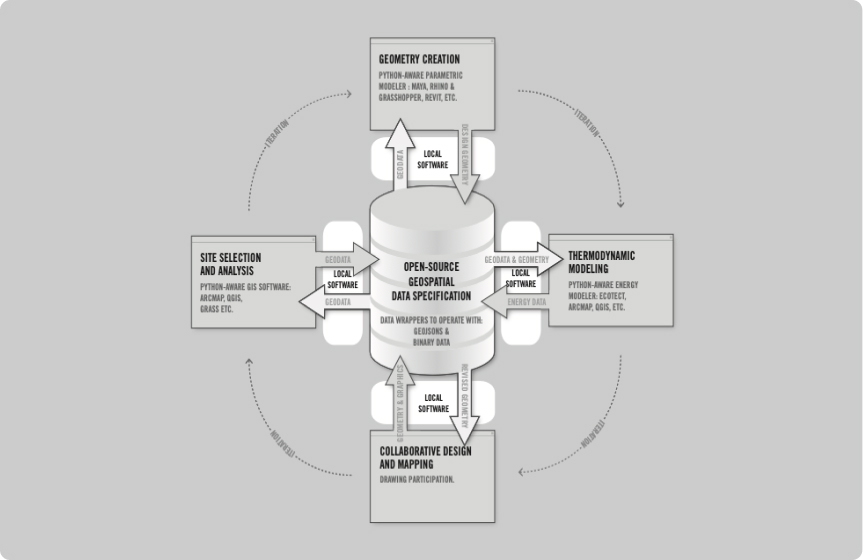 GEOMETRY CREATION
PYTHON-AWARE PARAMETRIC
MODELER : MAYA, RHINO &
GRASSHOPPER, REVIT, ETC.
ITERATION
ITERATION
GEODATA
LOCAL
SOFTWARE
DESIGN GEOMETRY
SITE SELECTION
AND ANALYSIS
PYTHON-AWARE GIS SOFTWARE:
ARCMAP, QGIS,
GRASS ETC.
GEODATA
LOCAL
SOFTWARE
GEODATA
OPEN-SOURCE
GEOSPATIAL
DATA SPECIFICATION
DATA WRAPPERS TO OPERATE WITH:
GEOJSONS &
BINARY DATA
GEODATA & GEOMETRY
LOCAL
SOFTWARE
ENERGY DATA
THERMODYNAMIC
MODELING
PYTHON-AWARE ENERGY
MODELER: ECOTECT,
ARCMAP, QGIS, ETC.
GEOMETRY & GRAPHICS
LOCAL
SOFTWARE
REVISED GEOMETRY
ITERATION
ITERATION
COLLABORATIVE DESIGN
AND MAPPING
DRAWING PARTICIPATION.